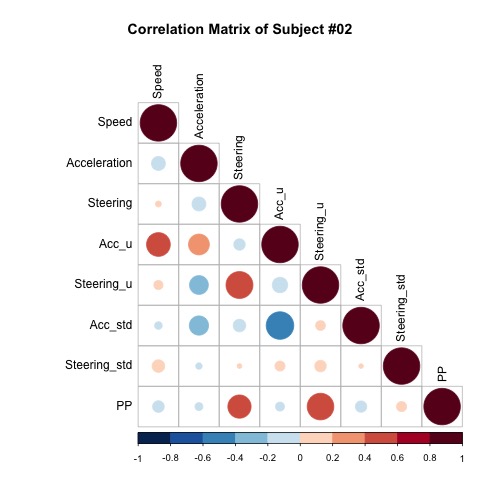 Correlation Matrix of Subject #02
Speed
Acceleration
Steering
Acc_u
Steering_u
Acc_std
Steering_std
PP
Speed
Acceleration
Steering
Acc_u
Steering_u
Acc_std
Steering_std
PP
-1 -0.8 -0.6 -0.4 -0.2 0 0.2 0.4 0.6 0.8 1